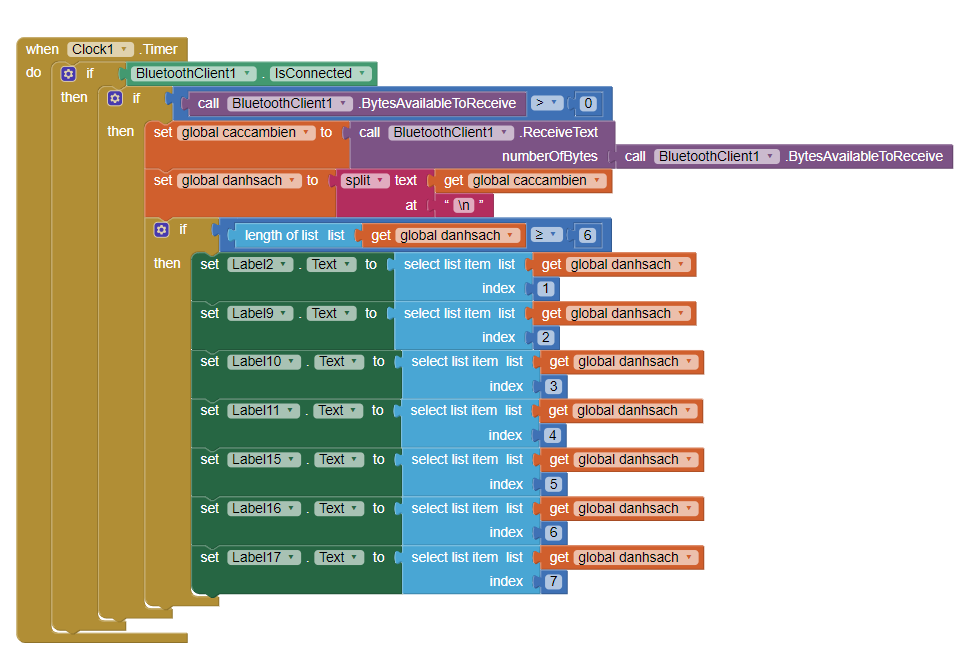 when Clock1 .Timer
do if BluetoothClient1 . IsConnected
then if call BluetoothClient1 .BytesAvailableToReceive > 0
then set global caccambien to call BluetoothClient1 .ReceiveText
numberOfBytes call BluetoothClient1 .BytesAvailableToReceive
set global danhsach to split text get global caccambien
at “ \n ”
if length of list list get global danhsach ≥ 6
then set Label2 . Text to select list item list get global danhsach
index 1
set Label9 . Text to select list item list get global danhsach
index 2
set Label10 . Text to select list item list get global danhsach
index 3
set Label11 . Text to select list item list get global danhsach
index 4
set Label15 . Text to select list item list get global danhsach
index 5
set Label16 . Text to select list item list get global danhsach
index 6
set Label17 . Text to select list item list get global danhsach
index 7